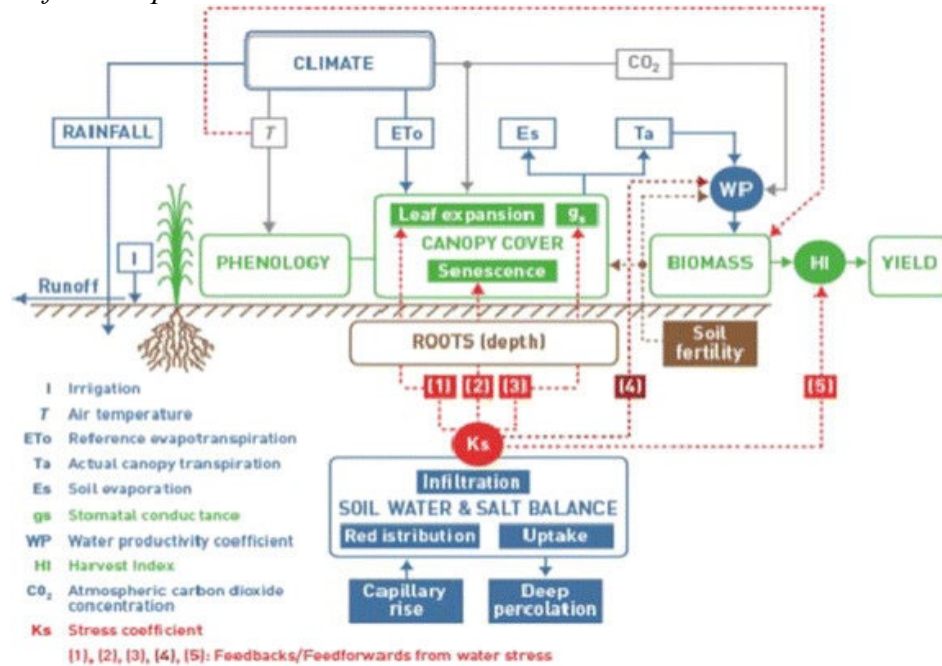 CLIMATE
CO₂
RAINFALL
T
ETo
Es
Ta
WP
Leaf expansion
gs
CANOPY COVER
Senescence
PHENOLOGY
I
BIOMASS
HI
YIELD
Runoff
ROOTS (depth)
Soil
fertility
(1)
(2)
(3)
(4)
(5)
Ks
Infiltration
SOIL WATER & SALT BALANCE
Red istribution
Uptake
Capillary
rise
Deep
percolation
I Irrigation
T Air temperature
ETo Reference evapotranspiration
Ta Actual canopy transpiration
Es Soil evaporation
gs Stomatal conductance
WP Water productivity coefficient
HI Harvest Index
CO₂ Atmospheric carbon dioxide
concentration
Ks Stress coefficient
(1), (2), (3), (4), (5): Feedbacks/Feedforwards from water stress